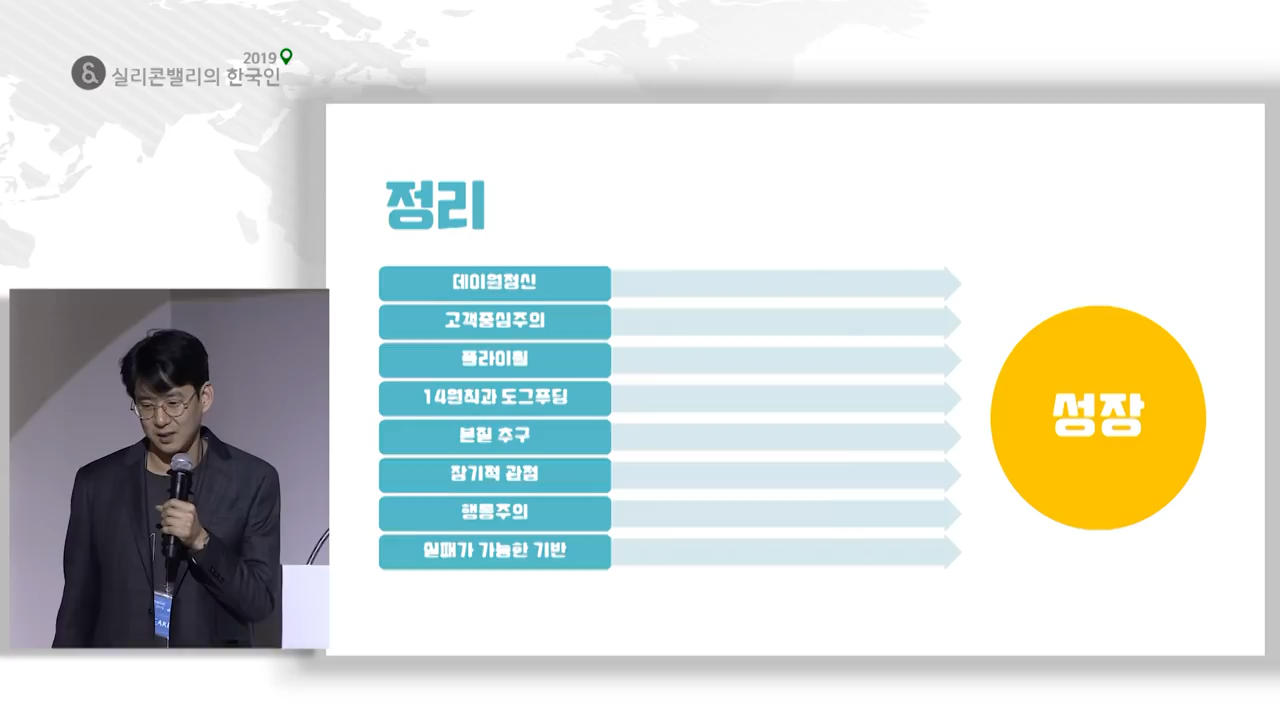 2019
& 실리콘밸리의 한국인
정리
데이원정신
고객중심주의
플라이휠
14원칙과 도그푸딩
본질 추구
장기적 관점
행동주의
실패가 가능한 기반
성장